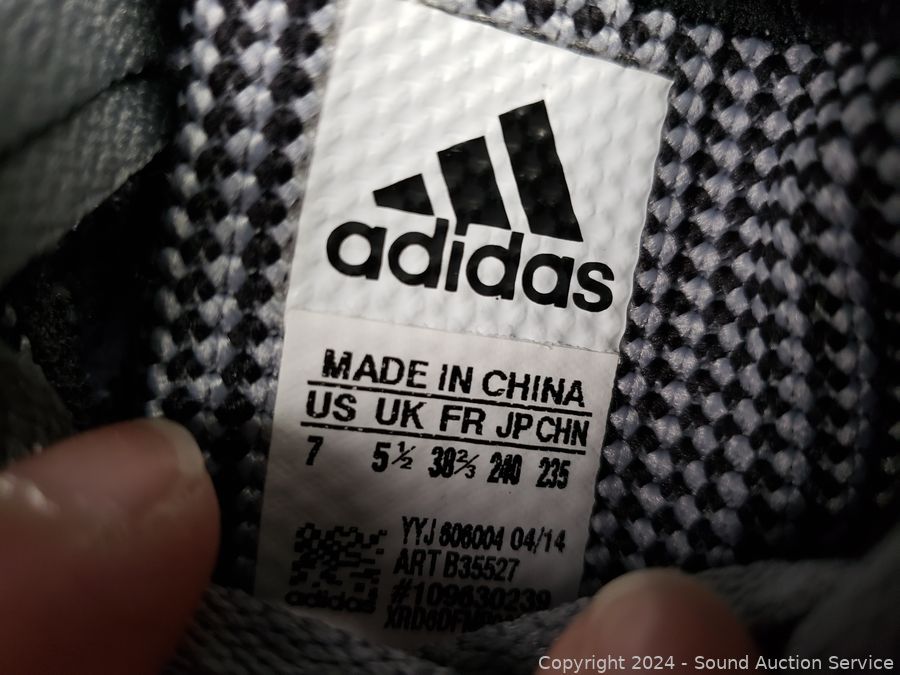 adidas
MADE IN CHINA
US UK FR JP CHN
7 5½ 38⅔ 240 235
YYJ 606004 04/14
ART B35527
#109630239
adidas
Copyright 2024 - Sound Auction Service